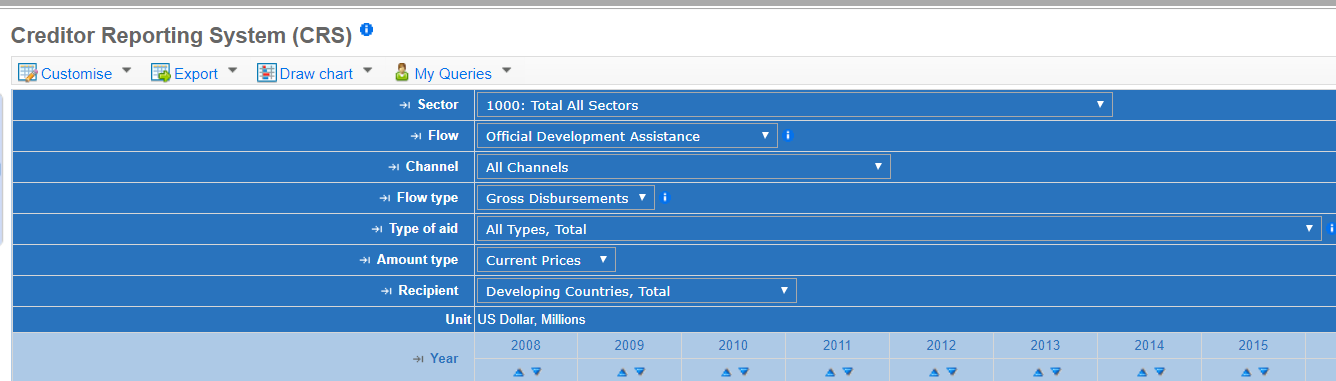 Creditor Reporting System (CRS)
Customise Export Draw chart My Queries
Sector 1000: Total All Sectors
Flow Official Development Assistance
Channel All Channels
Flow type Gross Disbursements
Type of aid All Types, Total
Amount type Current Prices
Recipient Developing Countries, Total
Unit US Dollar, Millions
Year 2008 2009 2010 2011 2012 2013 2014 2015